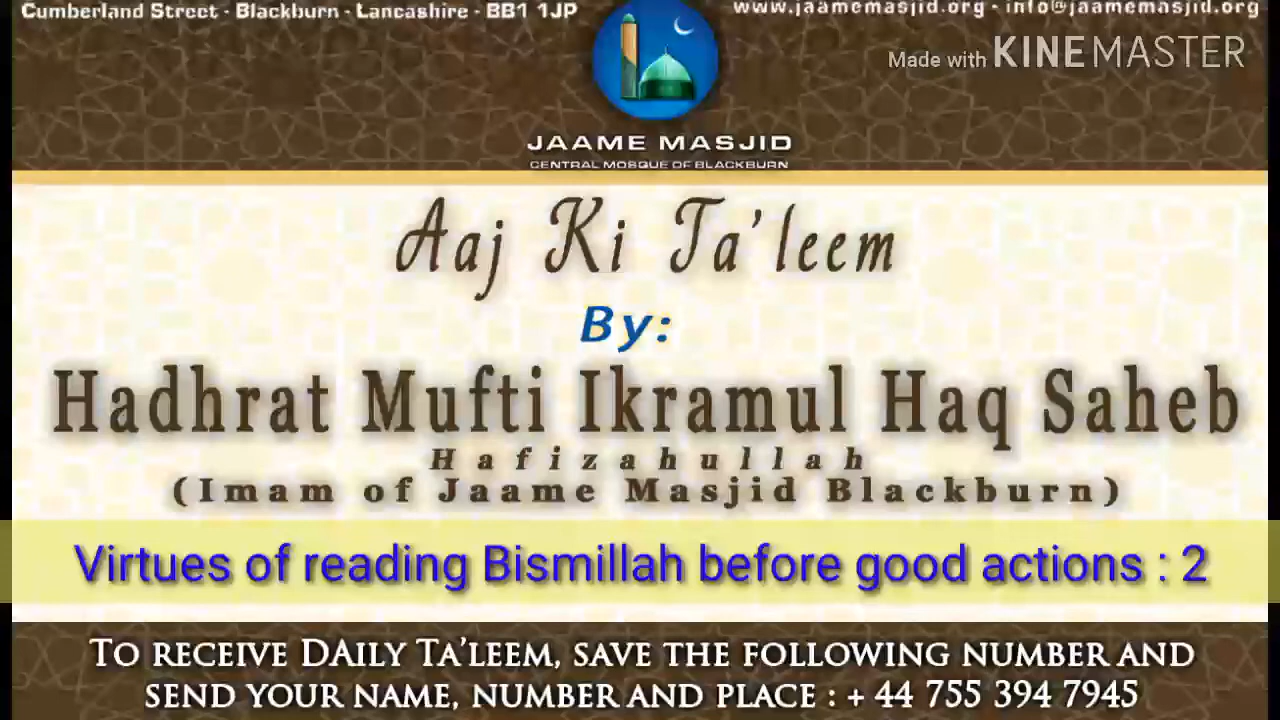 Cumberland Street - Blackburn - Lancashire - BB1 1JP
www.jaamemasjid.org - info@jaamemasjid.org
Made with KINEMASTER
JAAME MASJID
CENTRAL MOSQUE OF BLACKBURN
Aaj Ki Ta'leem
By:
Hadhrat Mufti Ikramul Haq Saheb
Hafizahullah
(Imam of Jaame Masjid Blackburn)
Virtues of reading Bismillah before good actions : 2
TO RECEIVE DAILY TA'LEEM, SAVE THE FOLLOWING NUMBER AND
SEND YOUR NAME, NUMBER AND PLACE : + 44 755 394 7945